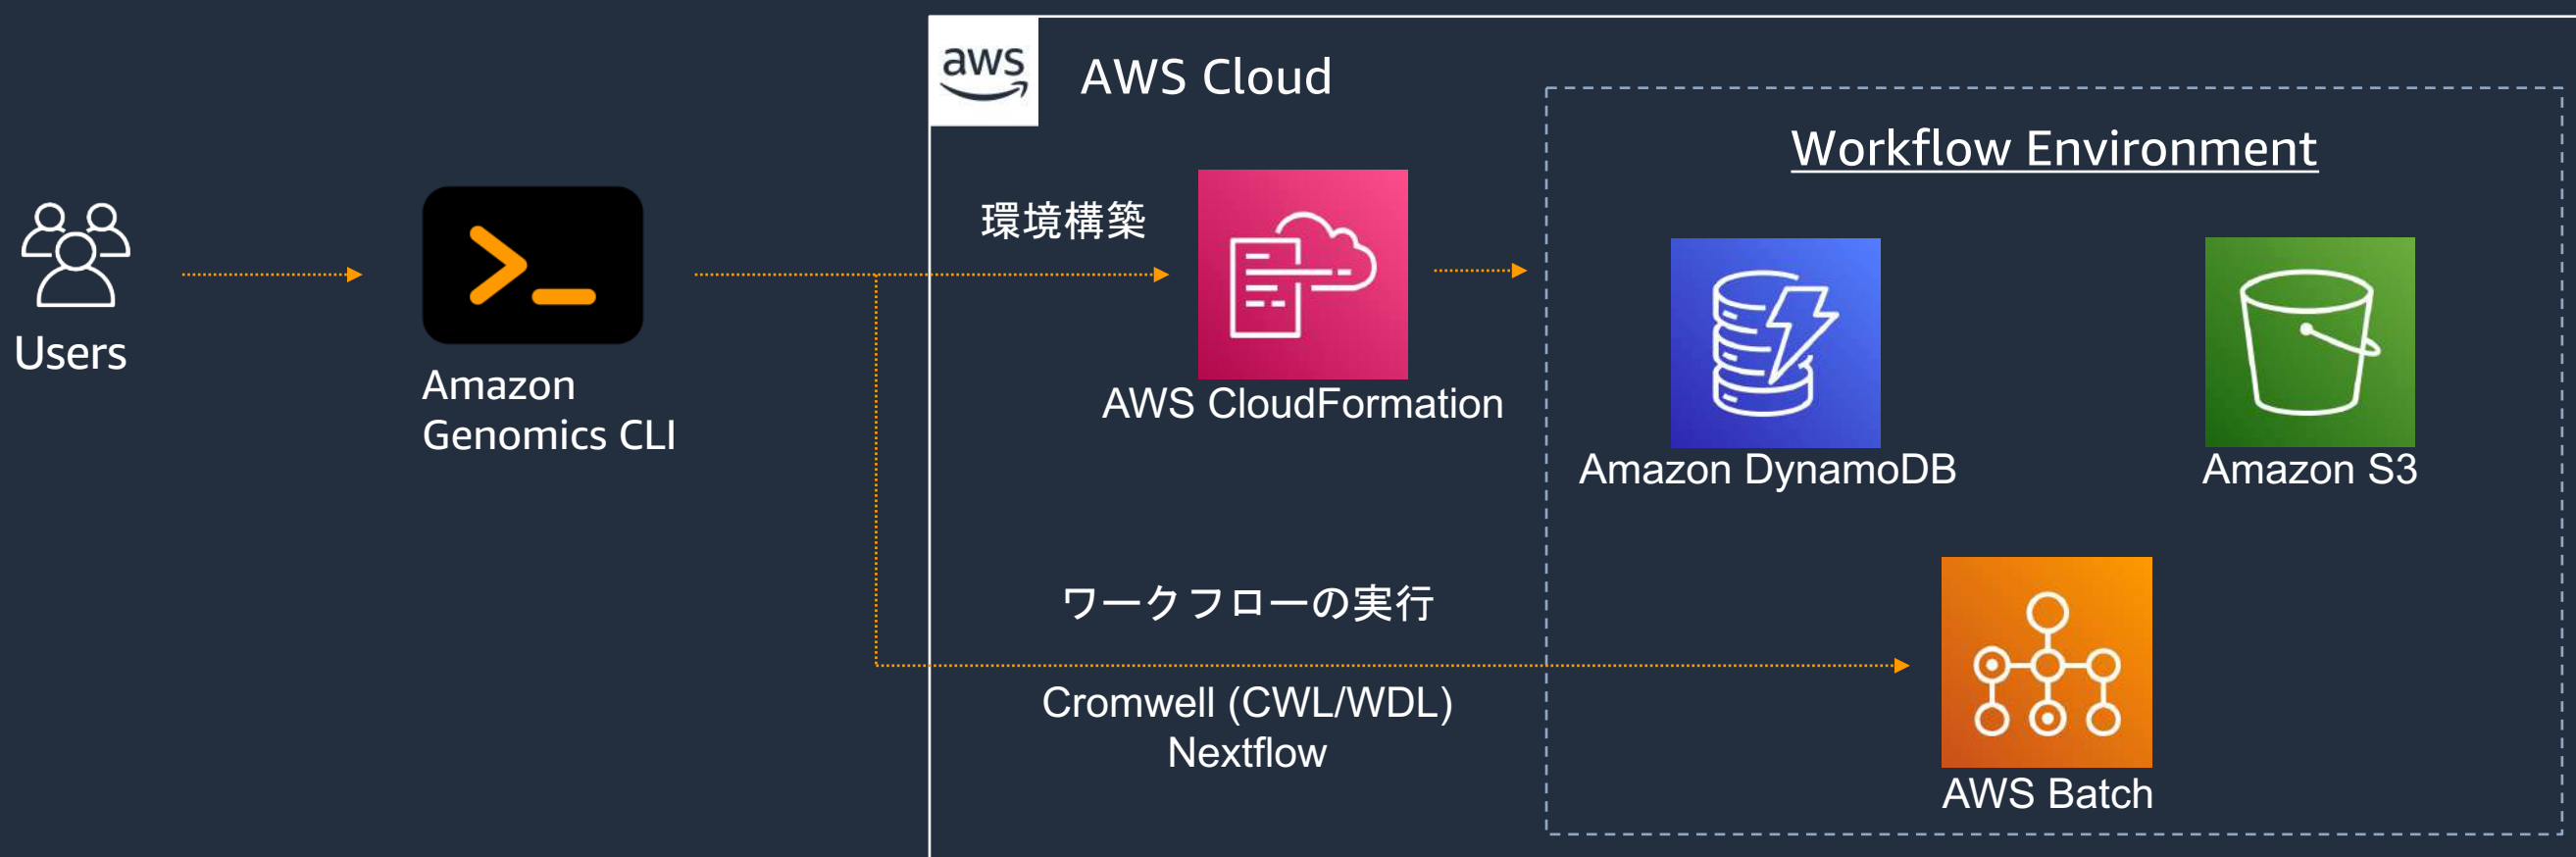 aws
AWS Cloud
Workflow Environment
環境構築
Users
Amazon
Genomics CLI
AWS CloudFormation
Amazon DynamoDB
Amazon S3
ワークフローの実行
Cromwell (CWL/WDL)
Nextflow
AWS Batch